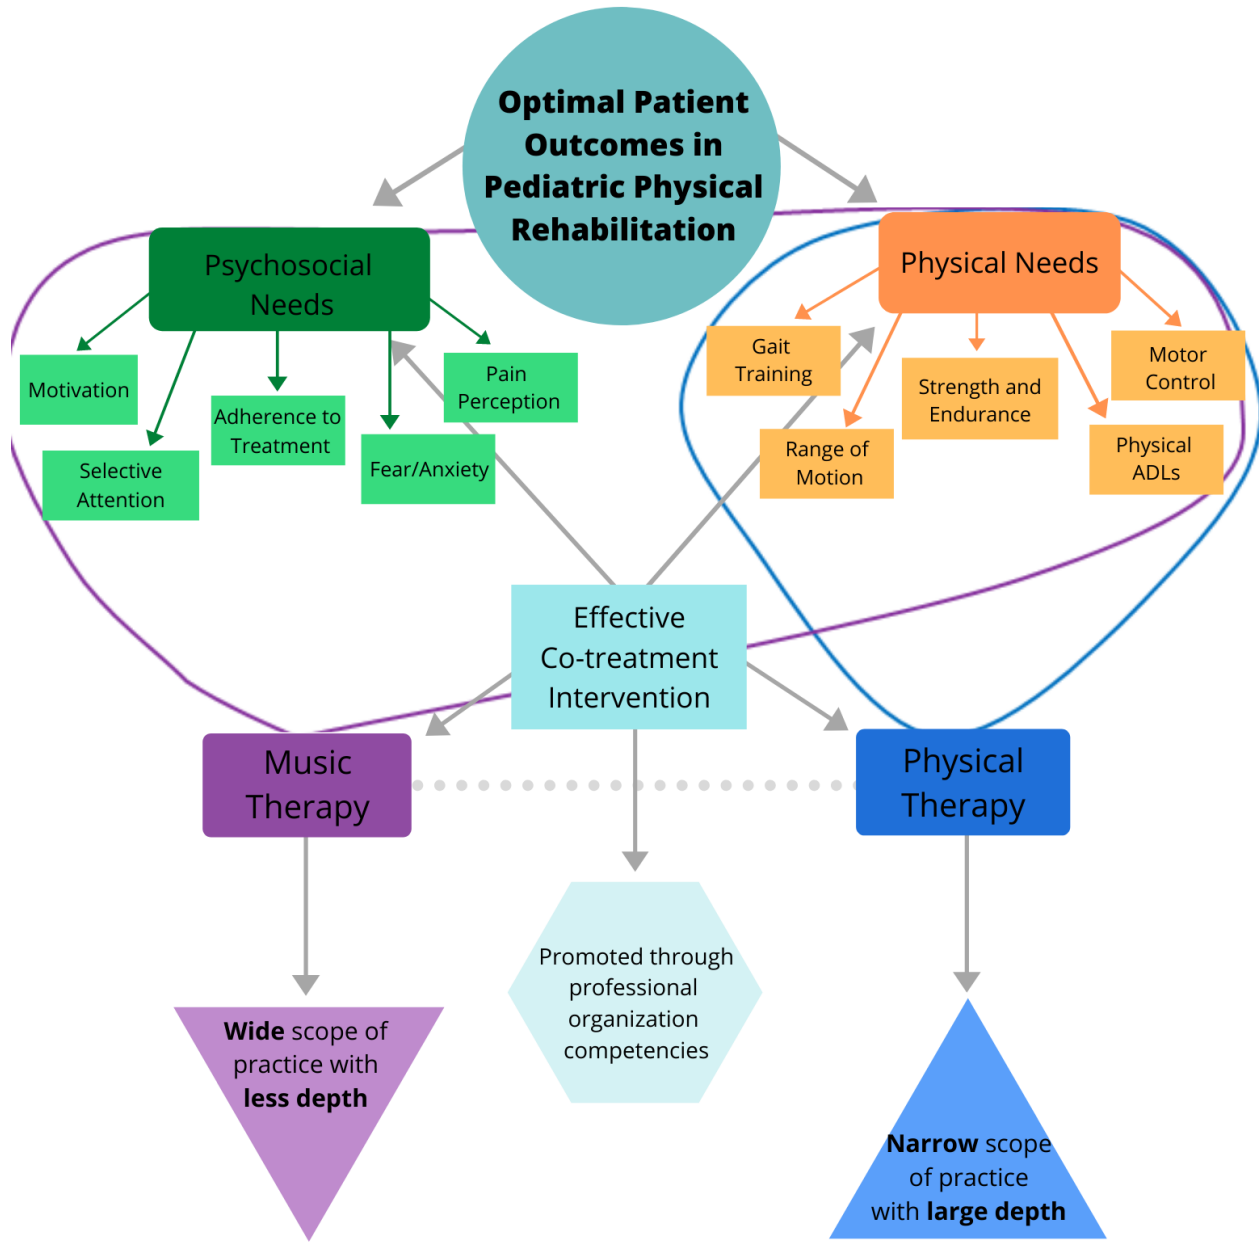 Optimal Patient
Outcomes in
Pediatric Physical
Rehabilitation
Psychosocial
Needs
Physical Needs
Motivation
Selective
Attention
Adherence to
Treatment
Fear/Anxiety
Pain
Perception
Gait
Training
Range of
Motion
Strength and
Endurance
Physical
ADLs
Motor
Control
Effective
Co-treatment
Intervention
Music
Therapy
Physical
Therapy
Wide scope of
practice with
less depth
Promoted through
professional
organization
competencies
Narrow scope
of practice
with large depth